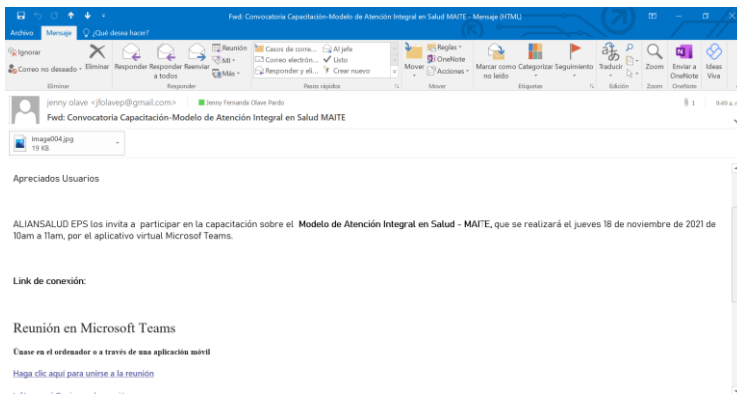 Fwd: Convocatoria Capacitación-Modelo de Atención Integral en Salud MAITE - Mensaje (HTML)
Archivo Mensaje ¿Qué desea hacer?
Ignorar
Correo no deseado
Eliminar
Responder
Responder a todos
Reenviar
Reunión
MI
Más
Casos de corre...
Correo electrón...
Responder y eli...
Al jefe
Listo
Crear nuevo
Mover
Reglas
OneNote
Acciones
Marcar como no leído
Categorizar
Seguimiento
Traducir
Zoom
Enviar a OneNote
Ideas
Viva
Eliminar Responder Pasos rápidos Mover Etiquetas Edición Zoom OneNote
jenny olave <jfolavep@gmail.com> Jenny Fernanda Olave Pardo
1 9:49 a.
Fwd: Convocatoria Capacitación-Modelo de Atención Integral en Salud MAITE
image004.jpg
19 KB
Apreciados Usuarios
ALIANSALUD EPS los invita a participar en la capacitación sobre el Modelo de Atención Integral en Salud - MAITE, que se realizará el jueves 18 de noviembre de 2021 de
10am a 11am, por el aplicativo virtual Microsof Teams.
Link de conexión:
Reunión en Microsoft Teams
Únase en el ordenador o a través de una aplicación móvil
Haga clic aquí para unirse a la reunión